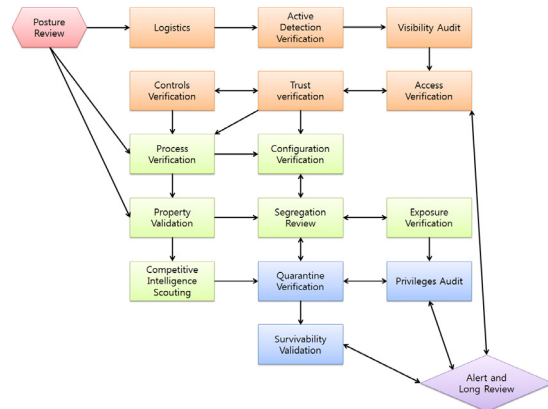 Posture
Review
Logistics
Active
Detection
Verification
Visibility Audit
Controls
Verification
Trust
verification
Access
Verification
Process
Verification
Configuration
Verification
Property
Validation
Segregation
Review
Exposure
Verification
Competitive
Intelligence
Scouting
Quarantine
Verification
Privileges Audit
Survivability
Validation
Alert and
Long Review